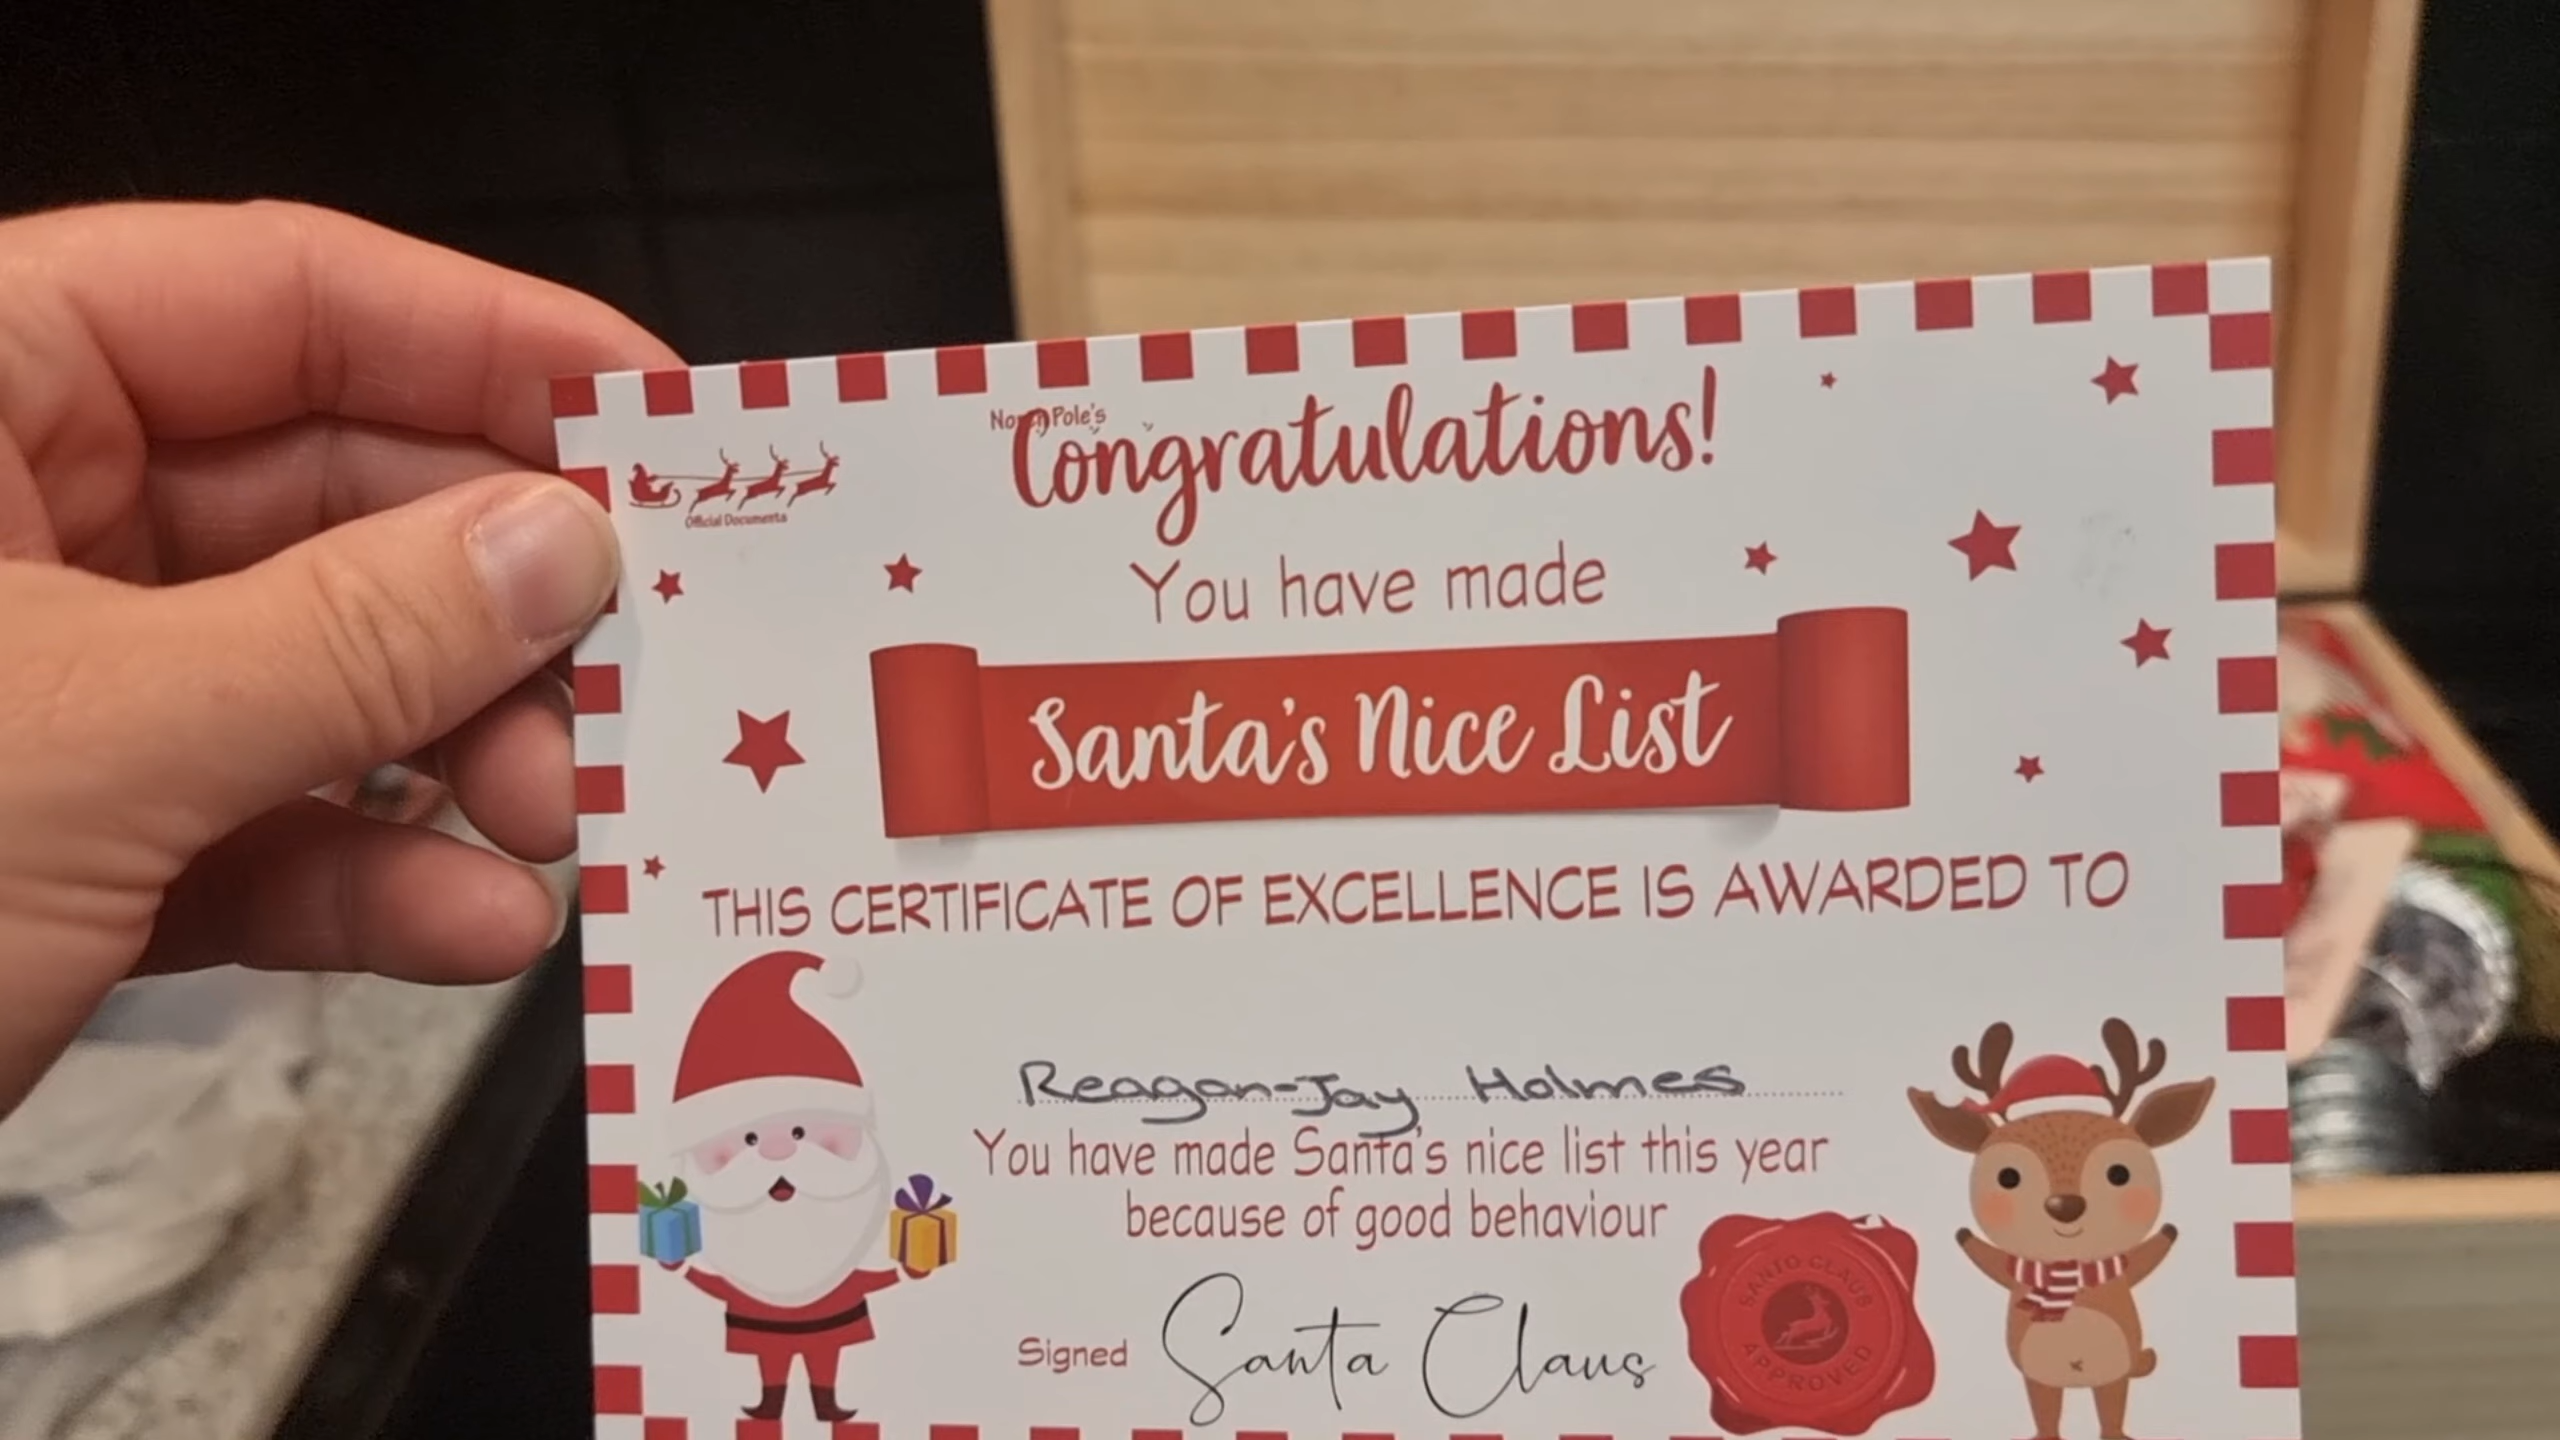 North Pole's
Official Documents
Congratulations!
You have made
Santa's Nice List
THIS CERTIFICATE OF EXCELLENCE IS AWARDED TO
Reagan-Jay Holmes
You have made Santa's nice list this year
because of good behaviour
Signed Santa Claus
SANTO CLAUS
APPROVED